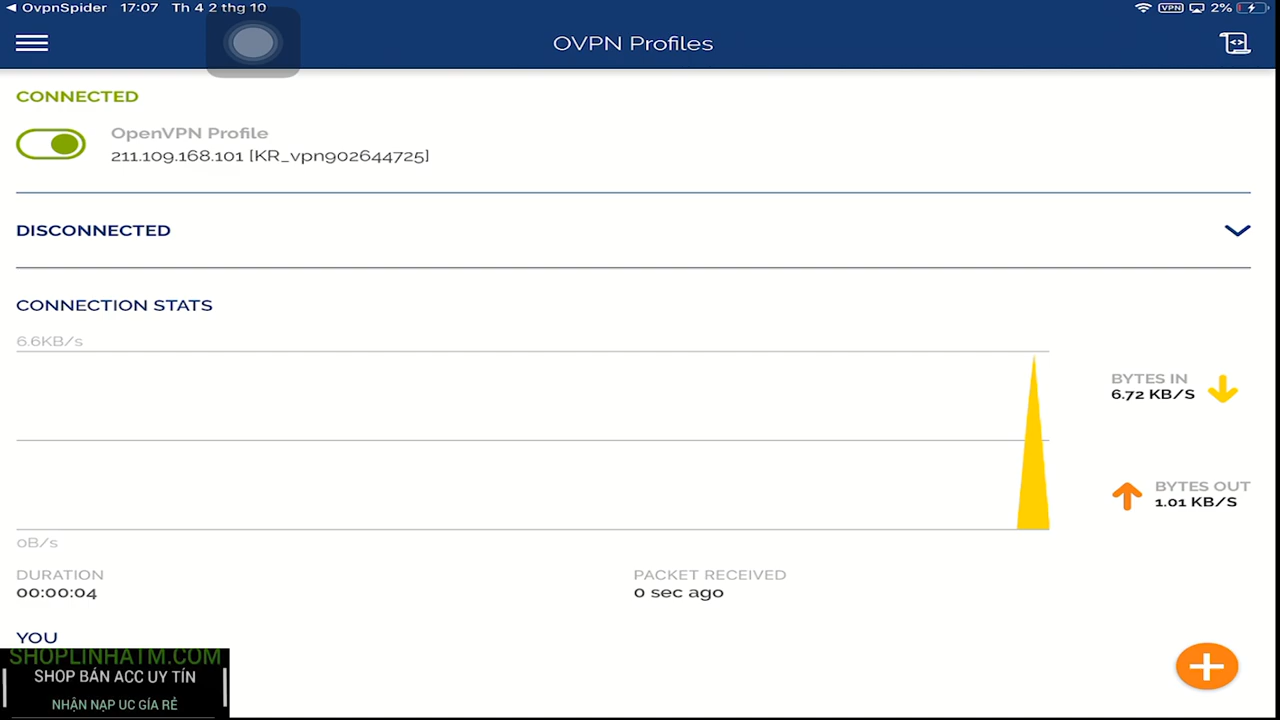 OvpnSpider 17:07 Th 4 2 thg 10 VPN 2%
OVPN Profiles
CONNECTED
OpenVPN Profile
211.109.168.101 [KR_vpn902644725]
DISCONNECTED
CONNECTION STATS
6.6KB/s
BYTES IN
6.72 KB/S
BYTES OUT
1.01 KB/S
0B/s
DURATION
00:00:04
PACKET RECEIVED
0 sec ago
YOU
SHOPLINHATM.COM
SHOP BÁN ACC UY TÍN
NHẬN NẠP UC GÍA RẺ